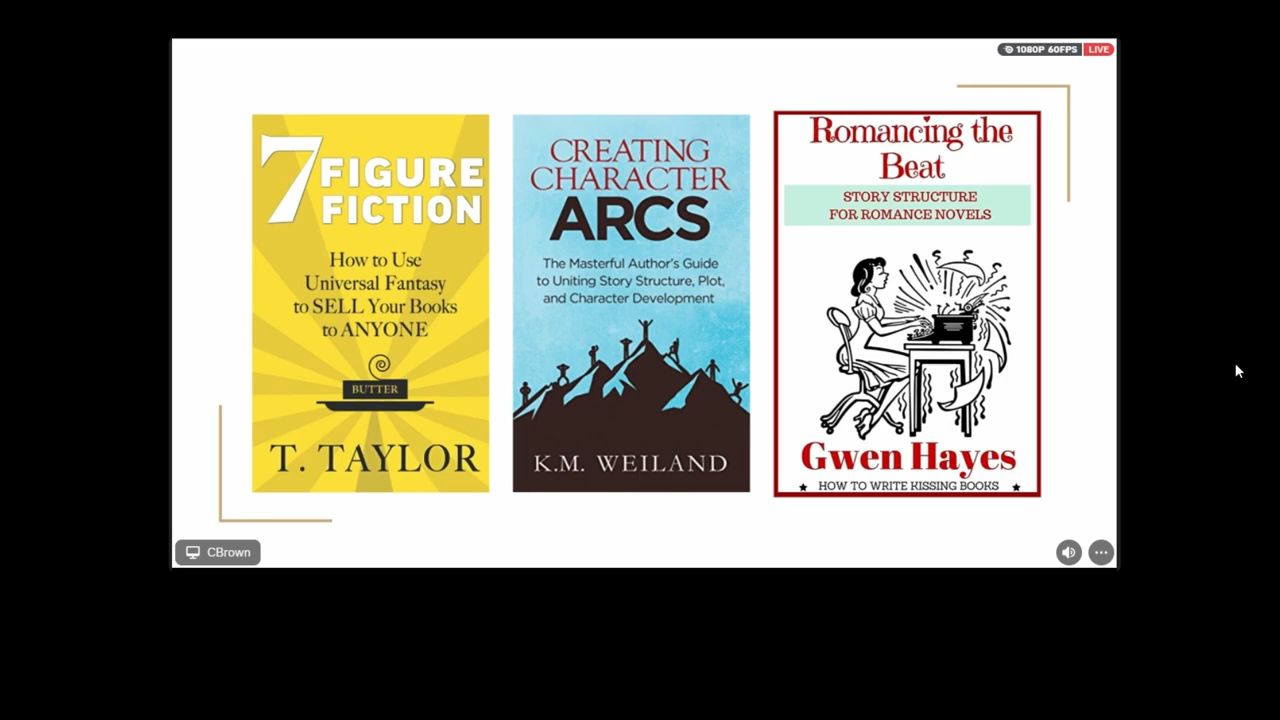 1080P 60FPS LIVE
7 FIGURE
FICTION
How to Use
Universal Fantasy
to SELL Your Books
to ANYONE
BUTTER
T. TAYLOR
CREATING
CHARACTER
ARCS
The Masterful Author's Guide
to Uniting Story Structure, Plot,
and Character Development
K.M. WEILAND
Romancing the
Beat
STORY STRUCTURE
FOR ROMANCE NOVELS
Gwen Hayes
HOW TO WRITE KISSING BOOKS
CBrown